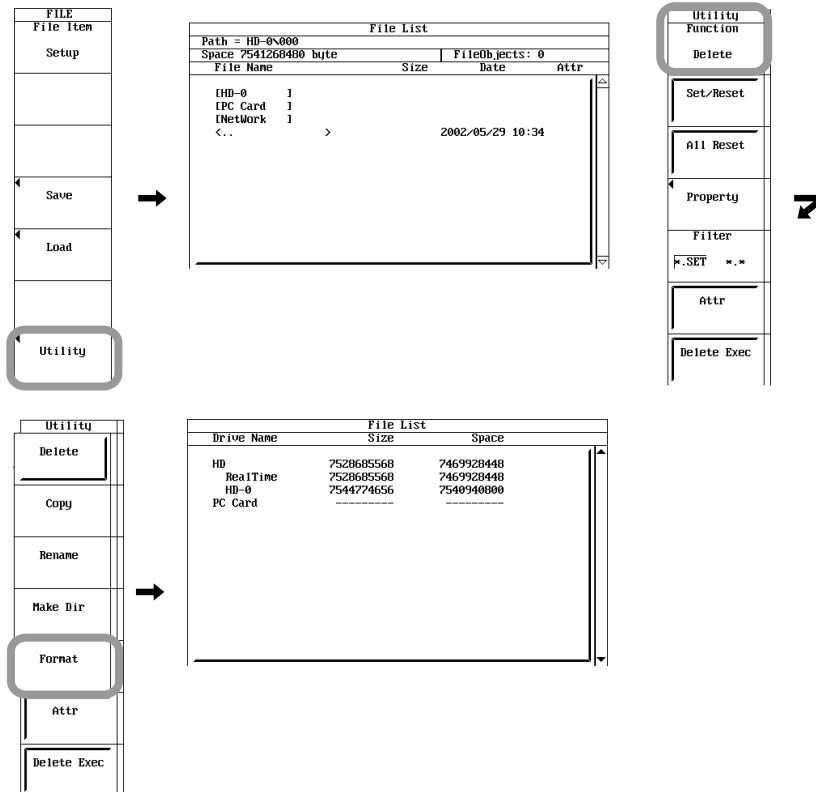 FILE
File Item
Setup
Save
Load
Utility
File List
Path = HD-0\000
Space 7541268480 byte FileObjects: 0
File Name Size Date Attr
[HD-0 ]
[PC Card ]
[NetWork ]
<.. > 2002/05/29 10:34
Utility
Function
Delete
Set/Reset
All Reset
Property
Filter
*.SET *.*
Attr
Delete Exec
Utility
Delete
Copy
Rename
Make Dir
Format
Attr
Delete Exec
File List
Drive Name Size Space
HD 7528685568 7469928448
RealTime 7528685568 7469928448
HD-0 7544774656 7540940800
PC Card --------- ---------